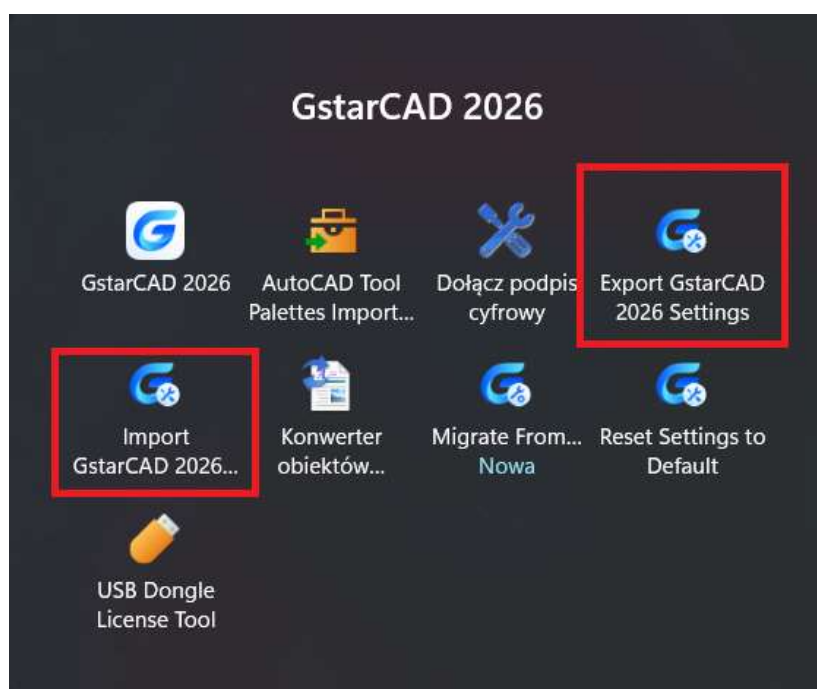 GstarCAD 2026
GstarCAD 2026
AutoCAD Tool
Palettes Import...
Dołącz podpis
cyfrowy
Export GstarCAD
2026 Settings
Import
GstarCAD 2026...
Konwerter
obiektów...
Migrate From...
Nowa
Reset Settings to
Default
USB Dongle
License Tool